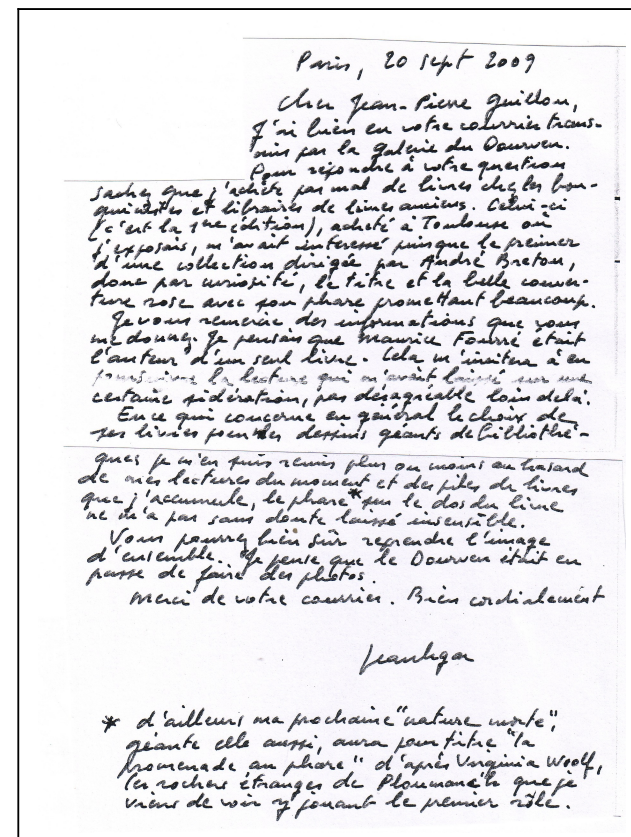 Paris, 20 sept 2009
Cher Jean-Pierre Guillon,
J'ai bien eu votre courrier trans-
mis par la galerie du Dourven.
Pour répondre à votre question
sachez que j'achète pas mal de livres chez les bou-
quinistes et libraires de livres anciens. Celui-ci
(c'est la 1ère édition), acheté à Toulouse où
j'exposais, m'avait intéressé puisque le premier
d'une collection dirigée par André Breton,
donc par curiosité, le titre et la belle couver-
ture rose avec son phare promettant beaucoup.
Je vous remercie des informations que vous
me donnez. Je pensais que Maurice Fourré était
l'auteur d'un seul livre. Cela m'invitera à en
poursuivre la lecture qui m'avait laissé sur une
certaine sidération, pas désagréable loin de là.
En ce qui concerne en général le choix de
ses livres pour les dessins géants de bibliothè-
ques, je m'en suis remis plus ou moins au hasard
de mes lectures du moment et des piles de livres
que j'accumule, le phare* sur le dos du livre
ne m'a pas sans doute laissé insensible.
Vous pourrez bien sûr reprendre l'image
d'ensemble. Je pense que le Dourven était en
passe de faire des photos.
Merci de votre courrier. Bien cordialement
* d'ailleurs ma prochaine "nature morte",
géante elle aussi, aura pour titre "la
promenade au phare" d'après Virginia Woolf,
les rochers étranges de Ploumanac'h que je
viens de voir y jouant le premier rôle.